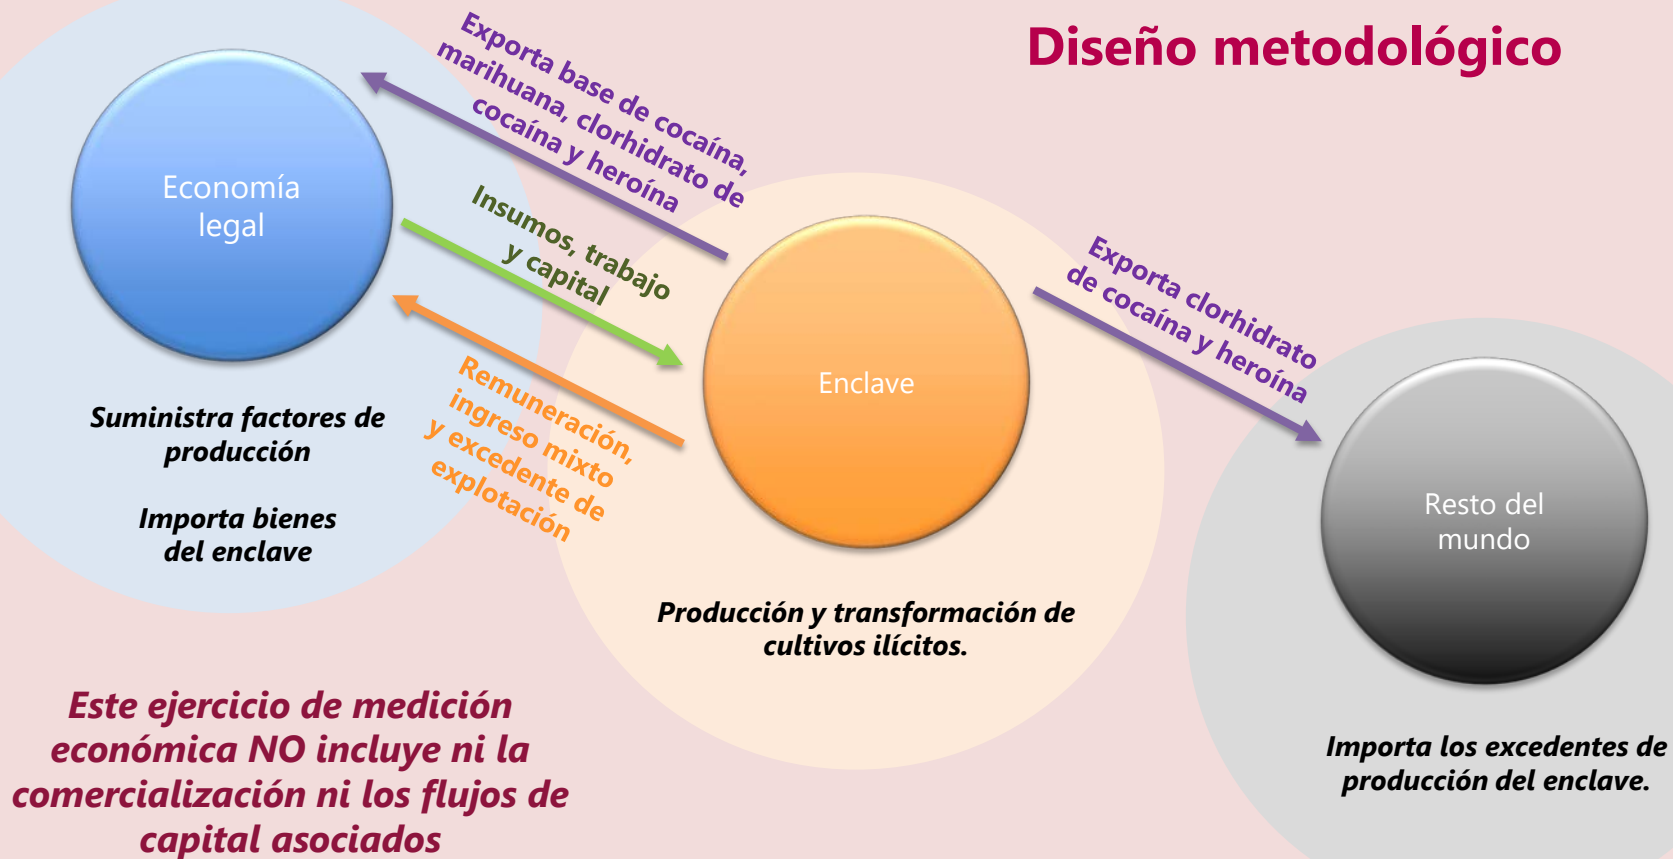 Diseño metodológico
Exporta base de cocaína,
marihuana, clorhidrato de
cocaína y heroína
Economía
legal
Insumos, trabajo
y capital
Exporta clorhidrato
de cocaína y heroína
Remuneración,
ingreso mixto
y excedente de
explotación
Enclave
Suministra factores de
producción
Importa bienes
del enclave
Resto del
mundo
Producción y transformación de
cultivos ilícitos.
Este ejercicio de medición
económica NO incluye ni la
comercialización ni los flujos de
capital asociados
Importa los excedentes de
producción del enclave.